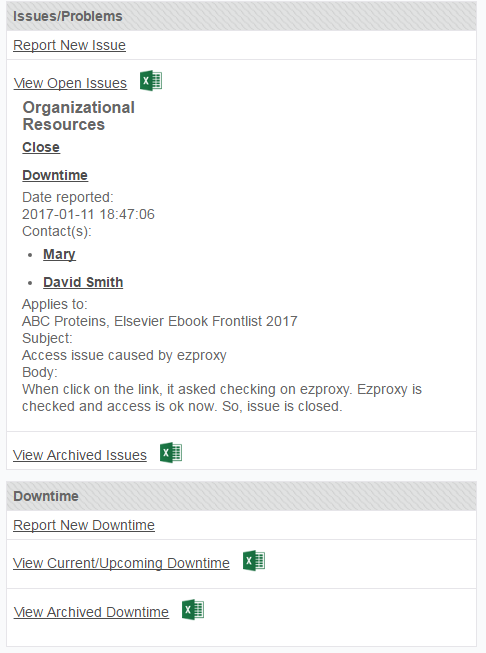 Issues/Problems
Report New Issue
View Open Issues
Organizational
Resources
Close
Downtime
Date reported:
2017-01-11 18:47:06
Contact(s):
• Mary
• David Smith
Applies to:
ABC Proteins, Elsevier Ebook Frontlist 2017
Subject:
Access issue caused by ezproxy
Body:
When click on the link, it asked checking on ezproxy. Ezproxy is
checked and access is ok now. So, issue is closed.
View Archived Issues
Downtime
Report New Downtime
View Current/Upcoming Downtime
View Archived Downtime